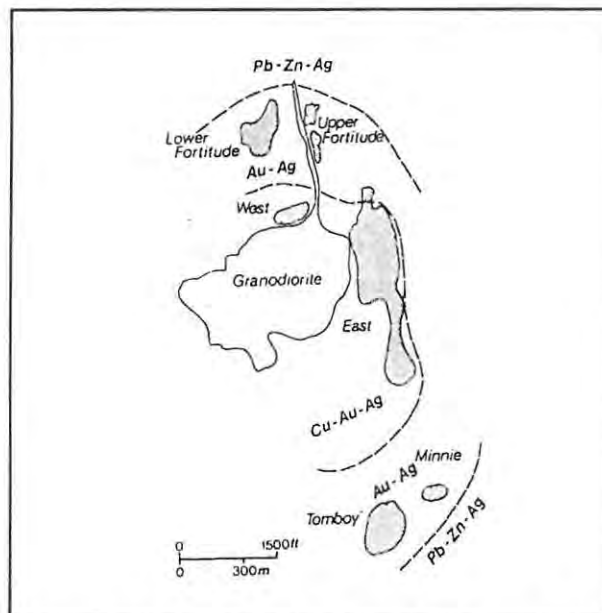 Pb-Zn-Ag
Lower
Fortitude
Upper
Fortitude
Au-Ag
West
Granodiorite
East
Cu-Au-Ag
Minnie
Au-Ag
Tomboy
Pb-Zn-Ag
0 1500ft
0 300m